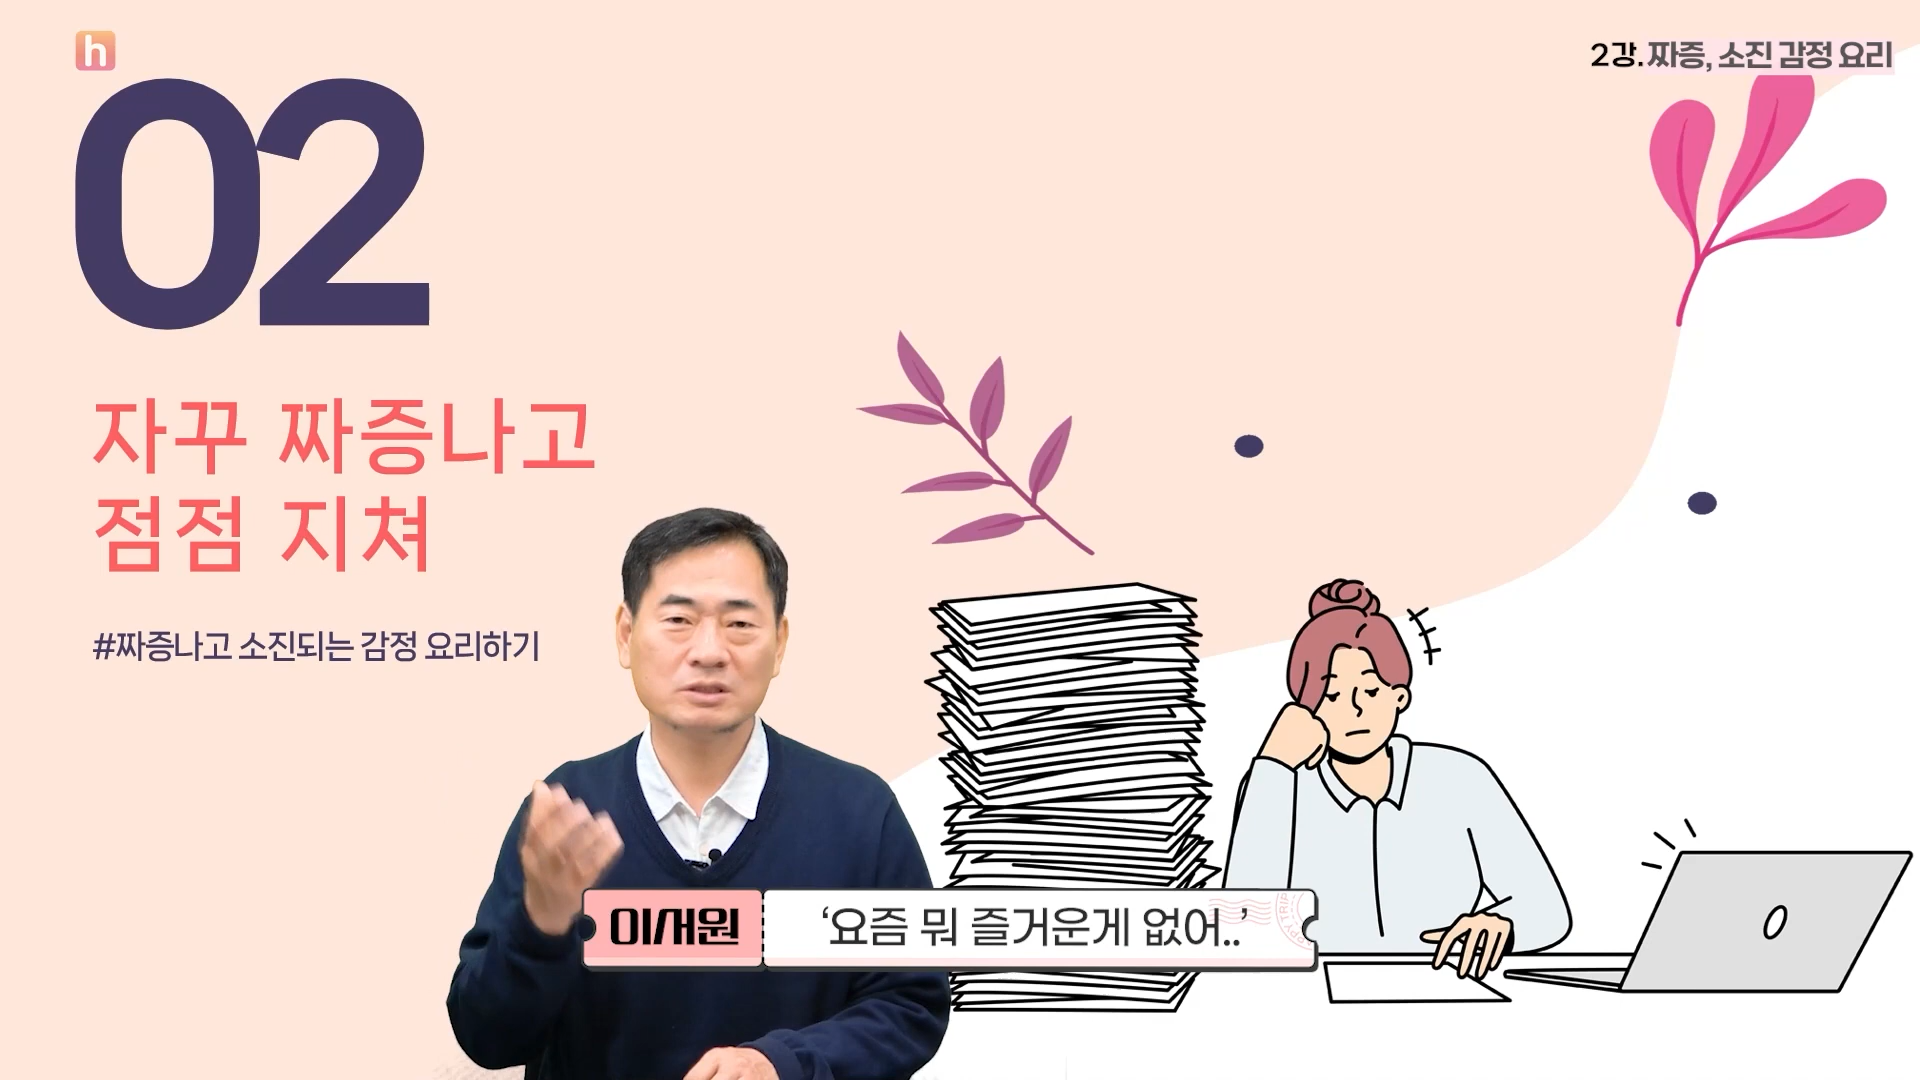 h
2강. 짜증, 소진 감정 요리
02
자꾸 짜증나고
점점 지쳐
#짜증나고 소진되는 감정 요리하기
이서원
‘요즘 뭐 즐거운게 없어..’